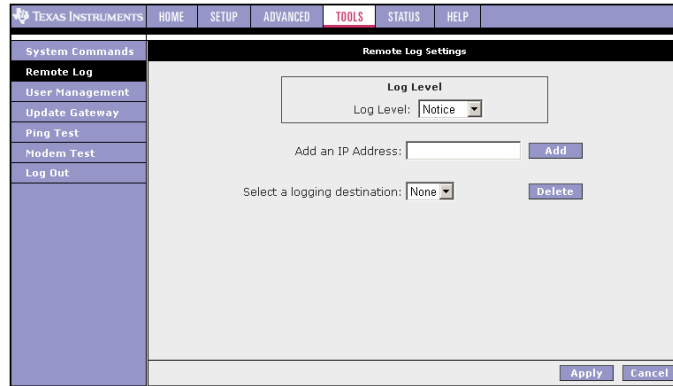 TEXAS INSTRUMENTS HOME SETUP ADVANCED TOOLS STATUS HELP
System Commands
Remote Log
User Management
Update Gateway
Ping Test
Modem Test
Log Out
Remote Log Settings
Log Level
Log Level: Notice
Add an IP Address: Add
Select a logging destination: None Delete
Apply Cancel